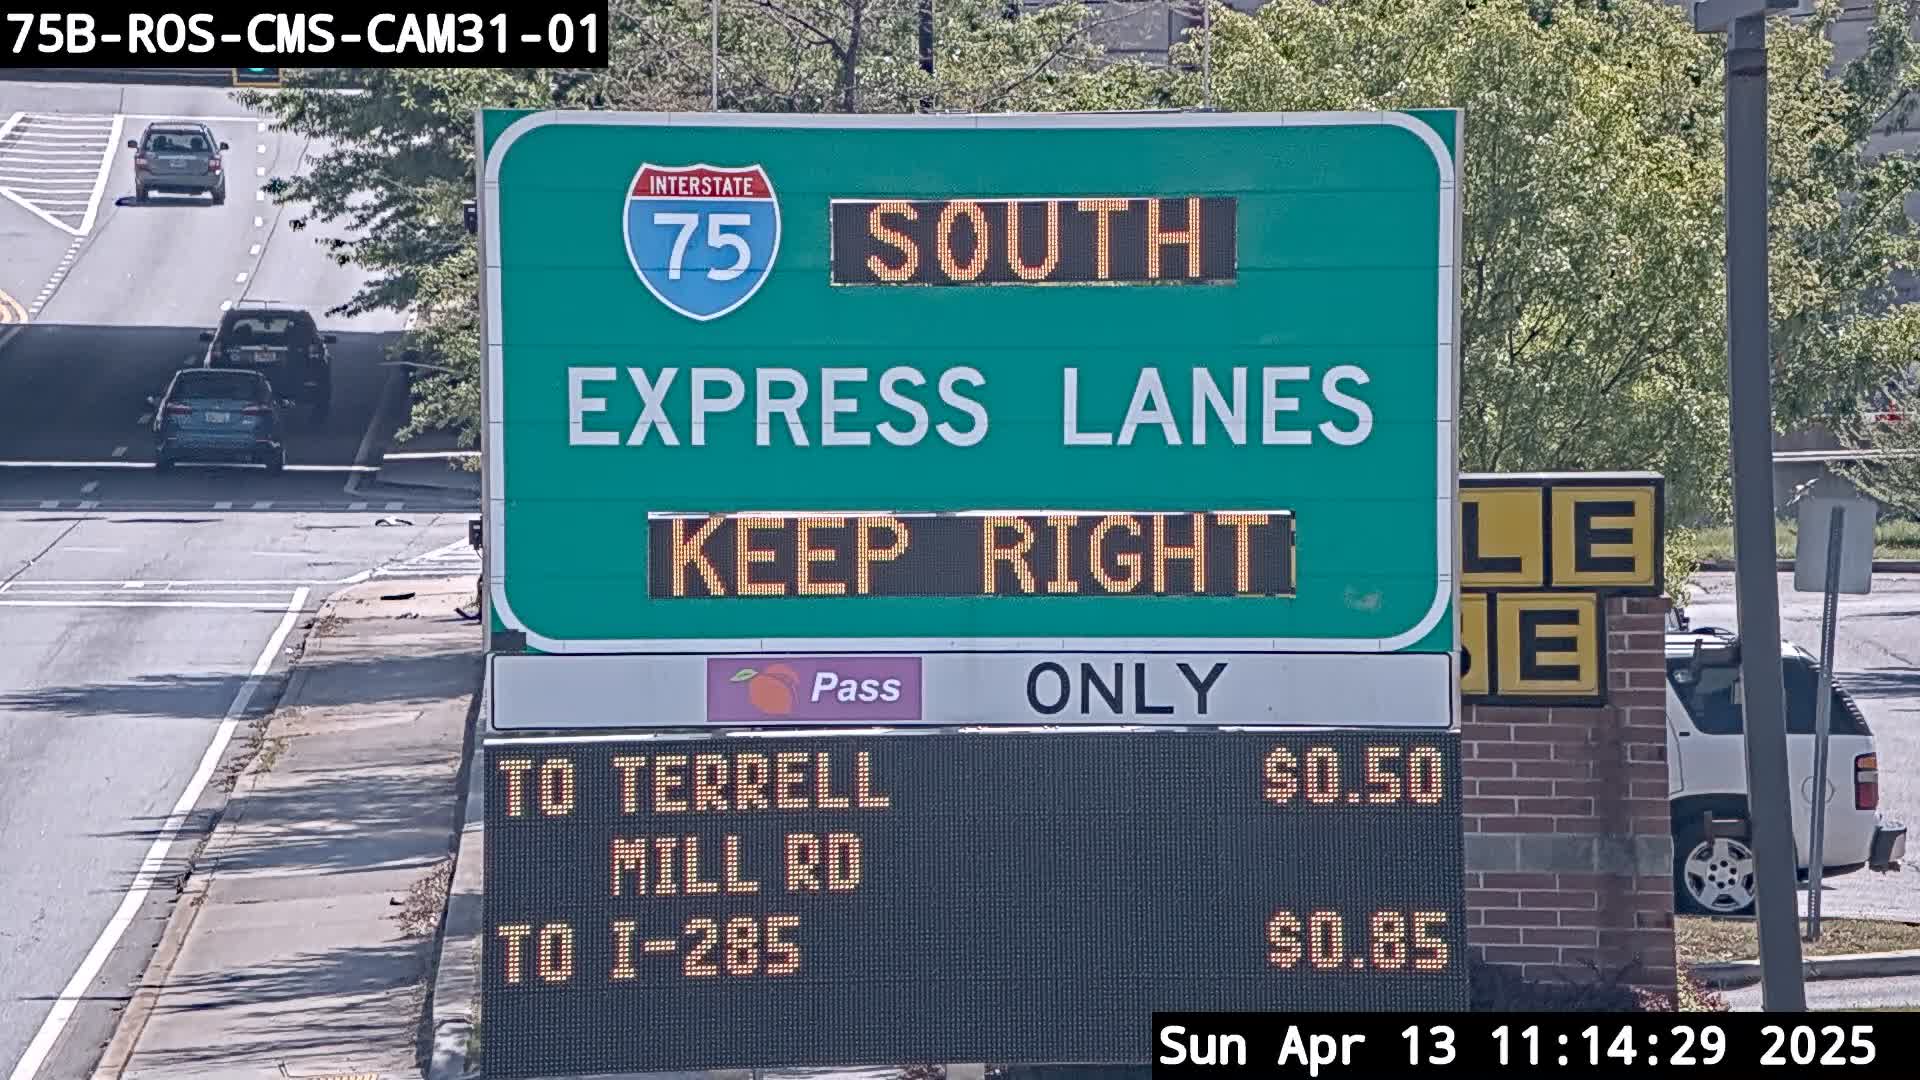 75B-ROS-CMS-CAM31-01
INTERSTATE
75
SOUTH
EXPRESS LANES
KEEP RIGHT
Pass ONLY
TO TERRELL $0.50
MILL RD
TO I-285 $0.85
LE
E
Sun Apr 13 11:14:29 2025